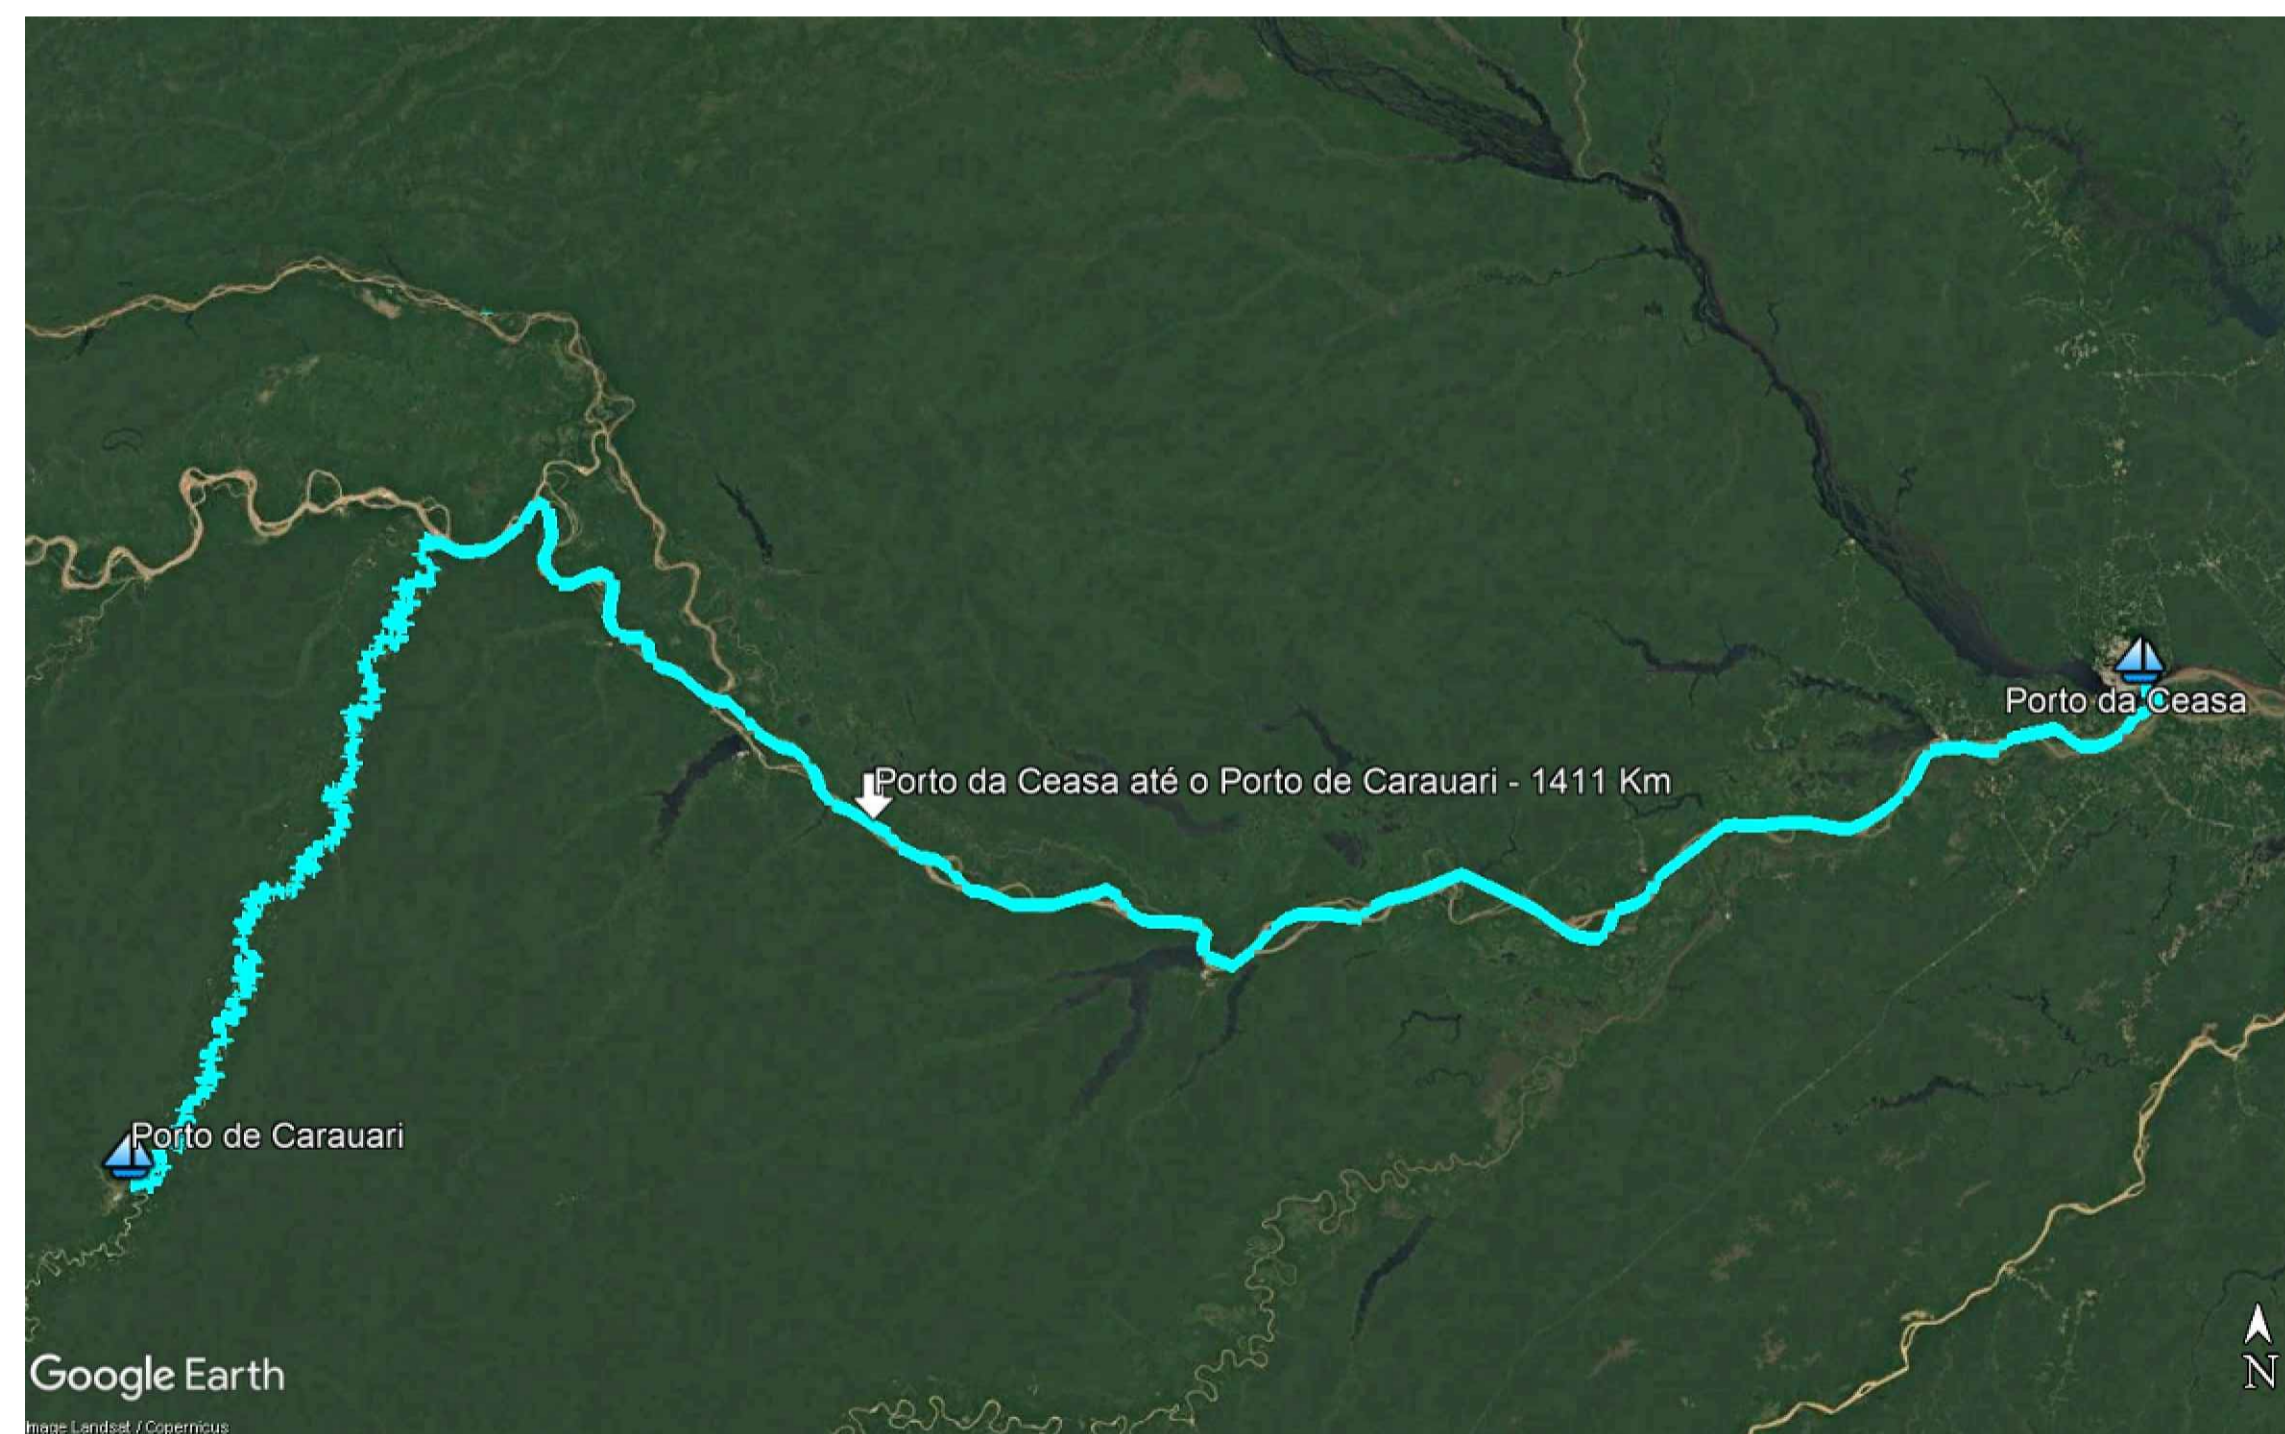 Porto da Ceasa
Porto da Ceasa até o Porto de Carauari - 1411 Km
Porto de Carauari
Google Earth
N
Image Landsat / Copernicus